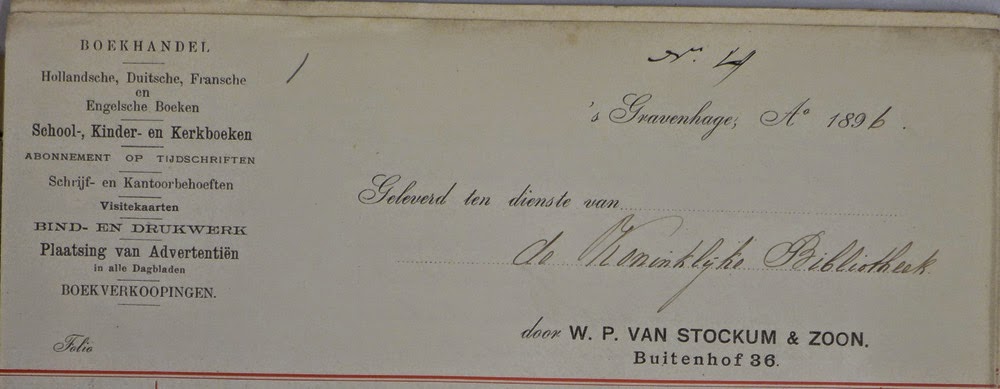 BOEKHANDEL
Hollandsche, Duitsche, Fransche
en
Engelsche Boeken
School-, Kinder- en Kerkboeken
ABONNEMENT OP TIJDSCHRIFTEN
Schrijf- en Kantoorbehoeften
Visitekaarten
BIND- EN DRUKWERK
Plaatsing van Advertentiën
in alle Dagbladen
BOEKVERKOOPINGEN.
Folio
No. 14
's Gravenhage, Ao 1896.
Geleverd ten dienste van
de Koninklijke Bibliotheek
door W. P. VAN STOCKUM & ZOON.
Buitenhof 36.